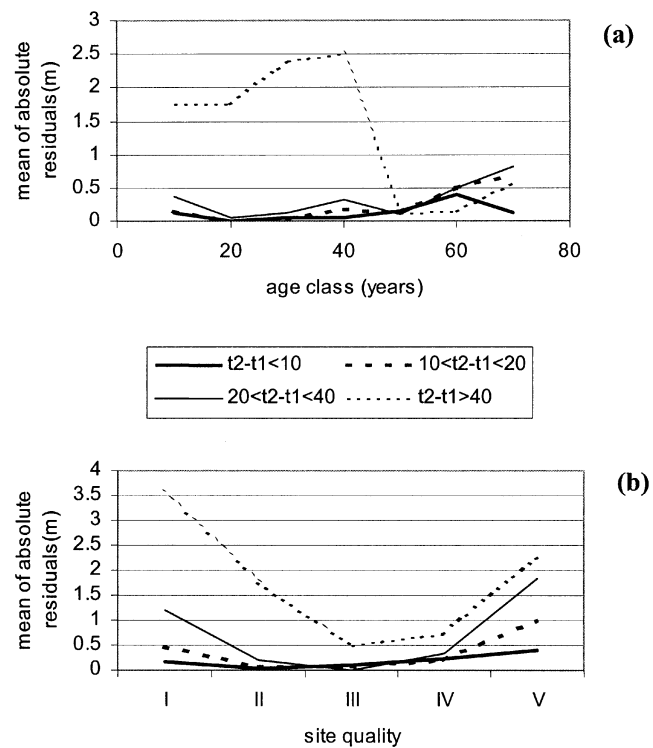 (a)
mean of absolute
residuals(m)
3
2.5
2
1.5
1
0.5
0
0 20 40 60 80
age class (years)
t2-t1<10 10<t2-t1<20
20<t2-t1<40 t2-t1>40
(b)
mean of absolute
residuals(m)
4
3.5
3
2.5
2
1.5
1
0.5
0
I II III IV V
site quality